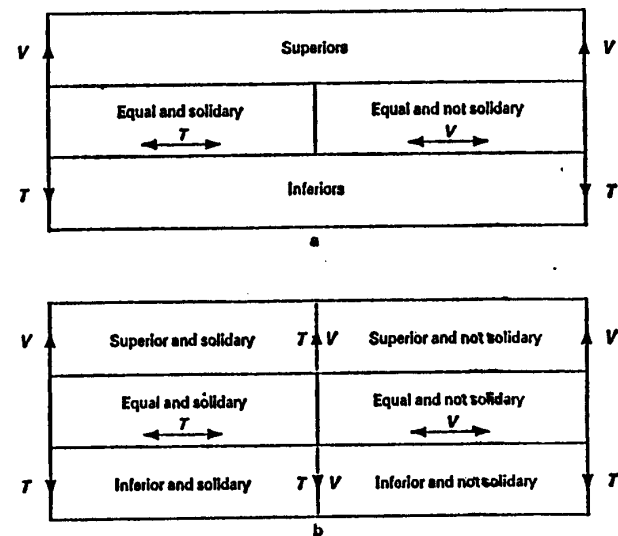 Superiors
V V
Equal and solidary Equal and not solidary
T V
T Inferiors T
a
V Superior and solidary T V Superior and not solidary V
Equal and solidary Equal and not solidary
T V
T Inferior and solidary T V Inferior and not solidary T
b